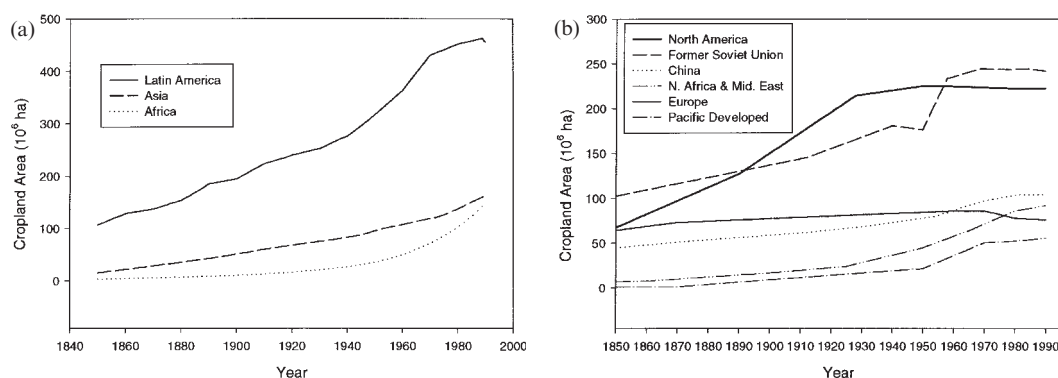 (a)
500
400
300
200
100
0
Cropland Area (10⁶ ha)
Latin America
Asia
Africa
1840 1860 1880 1900 1920 1940 1960 1980 2000
Year
(b)
300
250
200
150
100
50
0
Cropland Area (10⁶ ha)
North America
Former Soviet Union
China
N. Africa & Mid. East
Europe
Pacific Developed
1850 1860 1870 1880 1890 1900 1910 1920 1930 1940 1950 1960 1970 1980 1990
Year